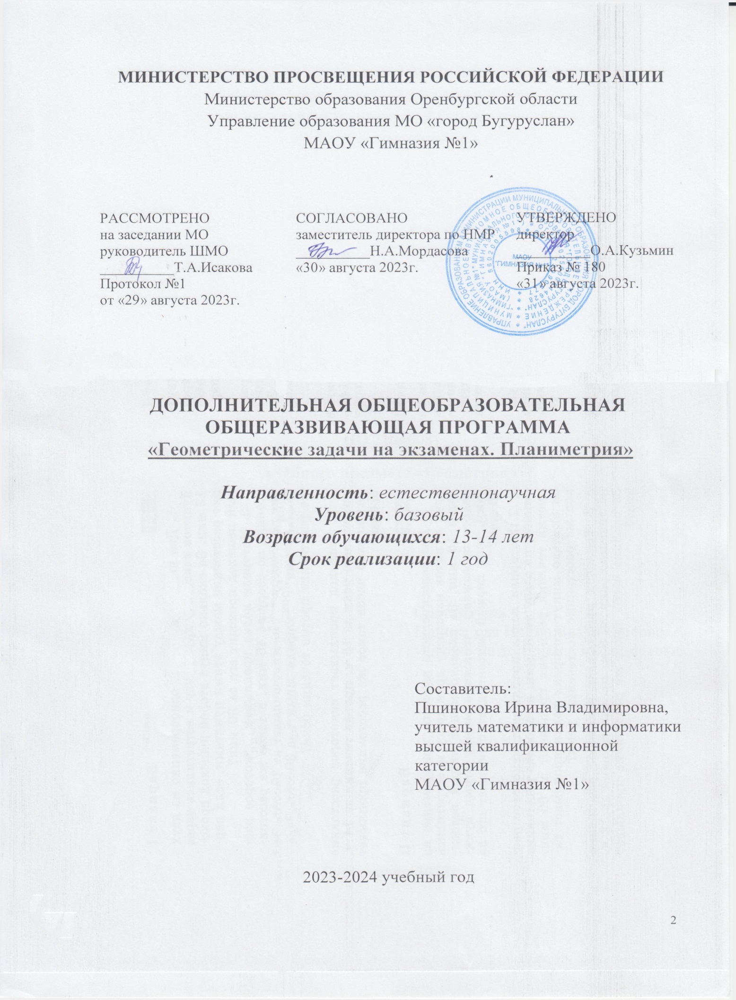 МИНИСТЕРСТВО ПРОСВЕЩЕНИЯ РОССИЙСКОЙ ФЕДЕРАЦИИ
Министерство образования Оренбургской области
Управление образования МО «город Бугуруслан»
МАОУ «Гимназия №1»
РАССМОТРЕНО
на заседании МО
руководитель ШМО
___________Т.А.Исакова
Протокол №1
от «29» августа 2023г.
СОГЛАСОВАНО
заместитель директора по НМР
___________Н.А.Мордасова
«30» августа 2023г.
УТВЕРЖДЕНО
директор
___________О.А.Кузьмин
Приказ № 180
«31» августа 2023г.
МАОУ
"ГИМНАЗИЯ №1"
ДОПОЛНИТЕЛЬНАЯ ОБЩЕОБРАЗОВАТЕЛЬНАЯ
ОБЩЕРАЗВИВАЮЩАЯ ПРОГРАММА
«Геометрические задачи на экзаменах. Планиметрия»
Направленность: естественнонаучная
Уровень: базовый
Возраст обучающихся: 13-14 лет
Срок реализации: 1 год
Составитель:
Пшинокова Ирина Владимировна,
учитель математики и информатики
высшей квалификационной
категории
МАОУ «Гимназия №1»
2023-2024 учебный год
2